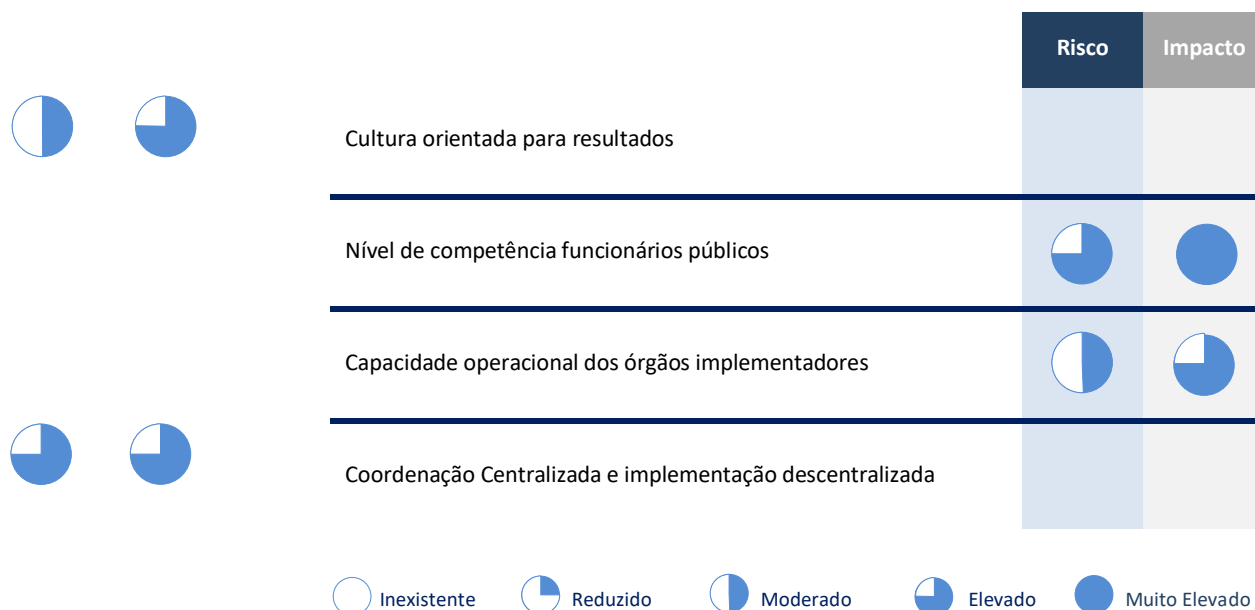 Risco Impacto
Cultura orientada para resultados
Nível de competência funcionários públicos
Capacidade operacional dos órgãos implementadores
Coordenação Centralizada e implementação descentralizada
Inexistente Reduzido Moderado Elevado Muito Elevado